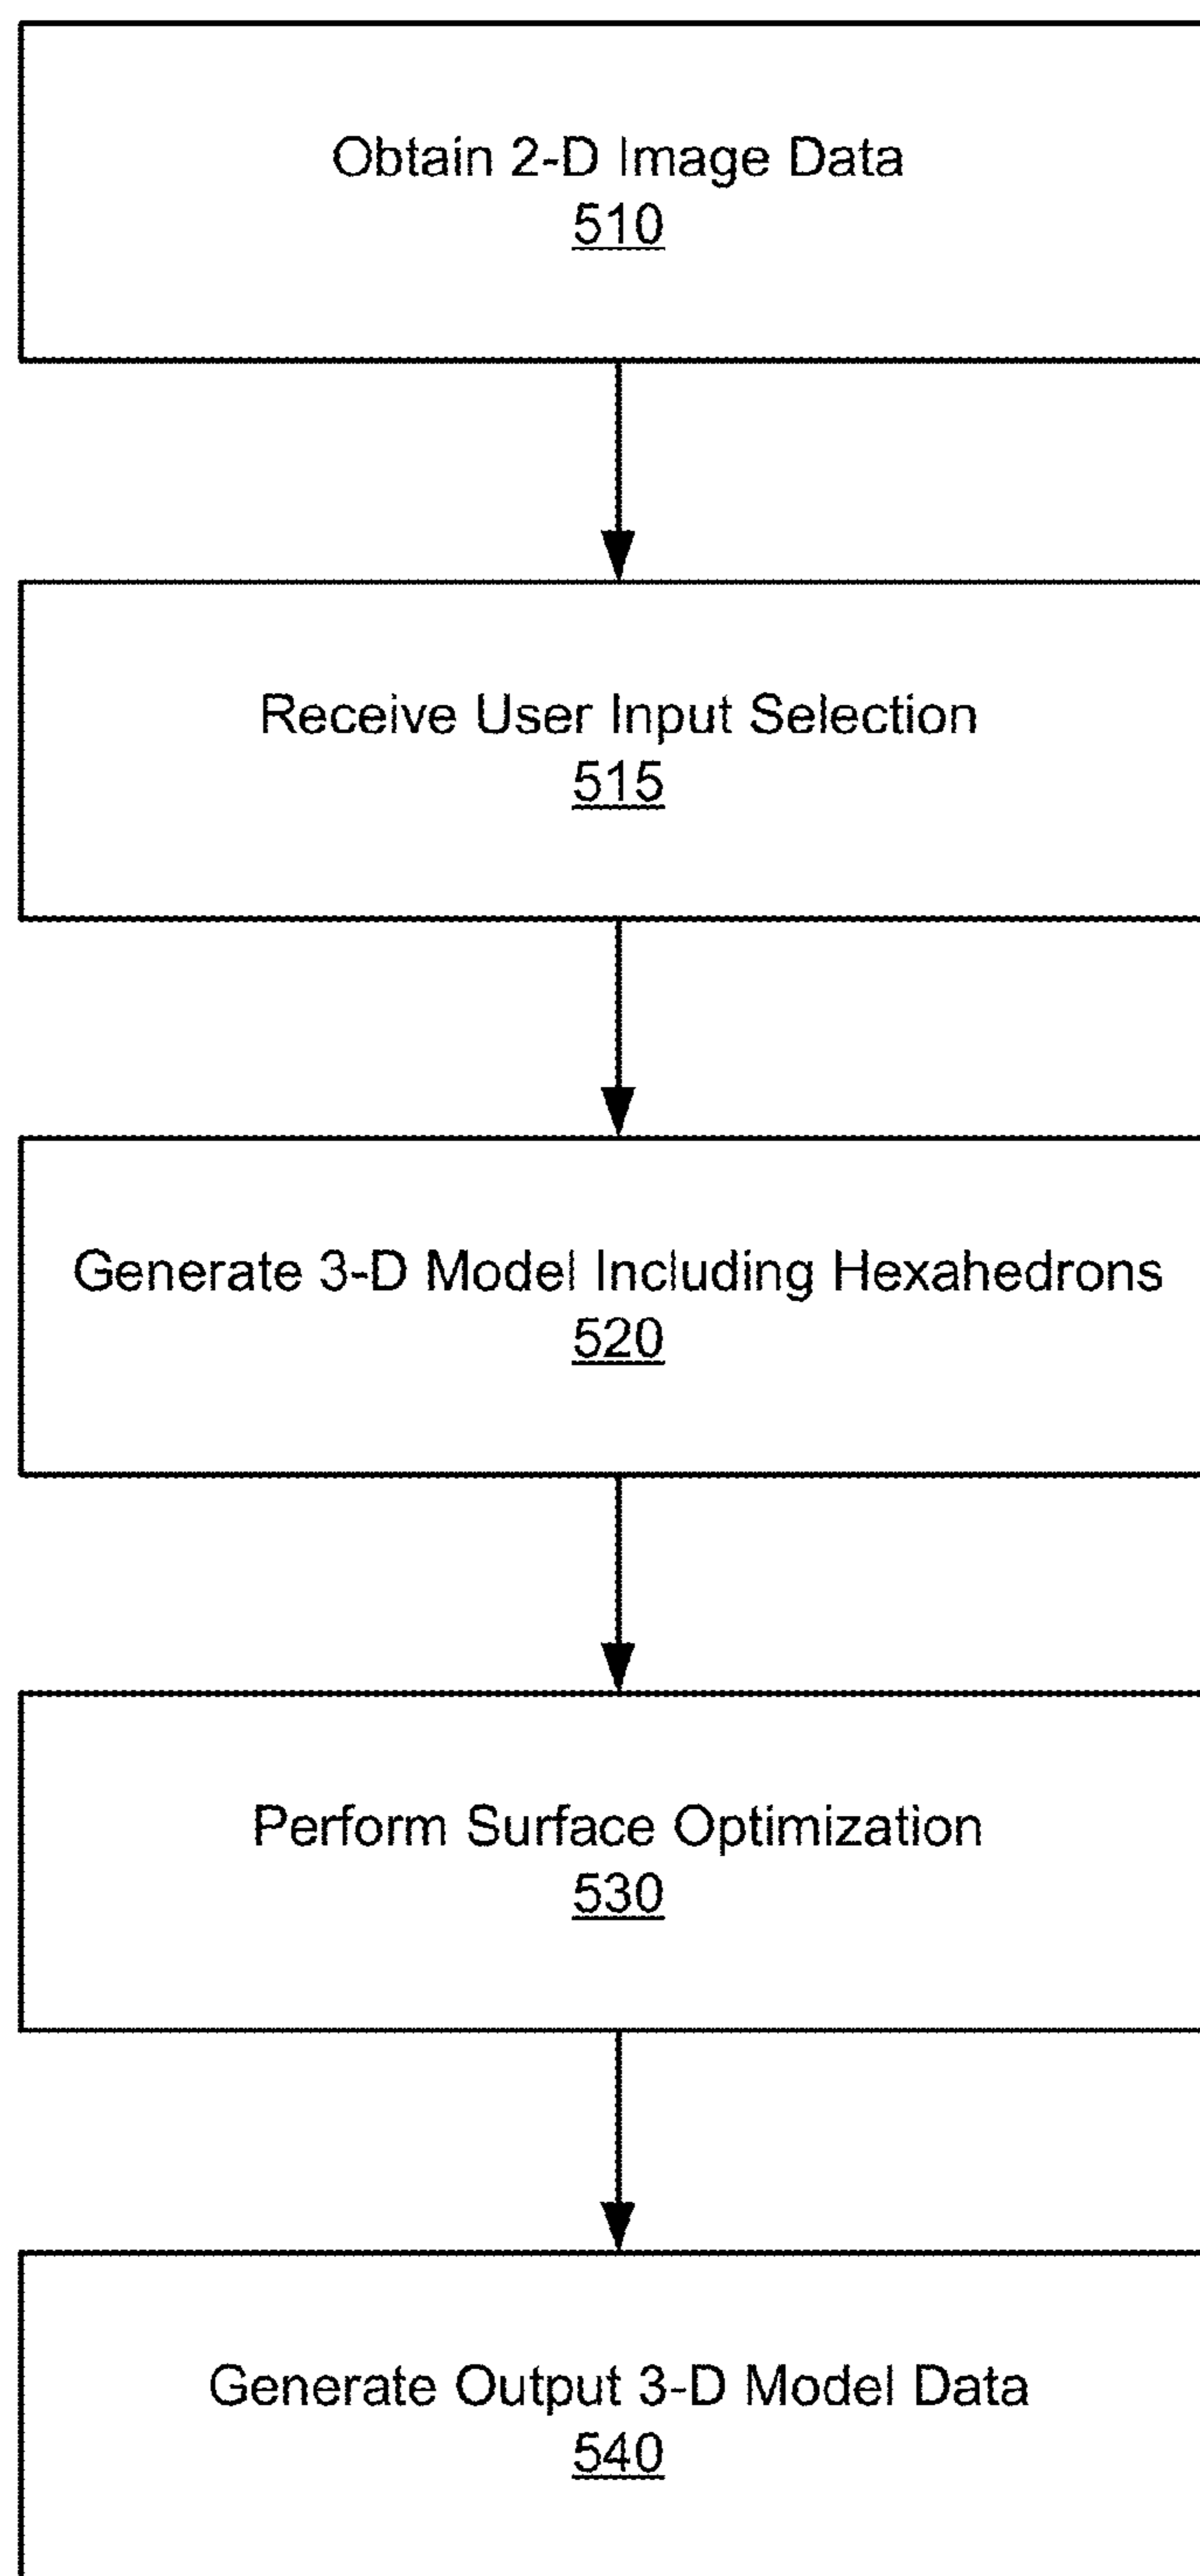 Obtain 2-D Image Data
510
Receive User Input Selection
515
Generate 3-D Model Including Hexahedrons
520
Perform Surface Optimization
530
Generate Output 3-D Model Data
540